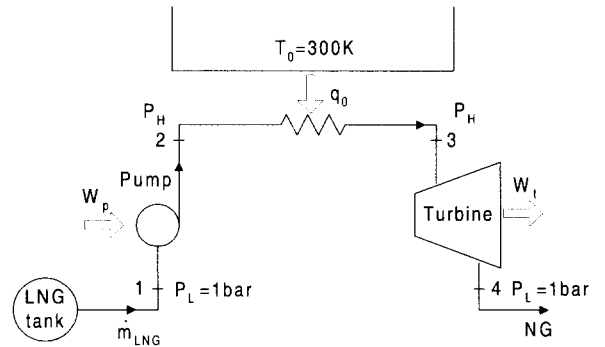 T₀=300K
q₀
P_H
P_H
2
3
Pump
W_p
Turbine
W_t
LNG
tank
1
P_L=1bar
4
P_L=1bar
ṁ_LNG
NG